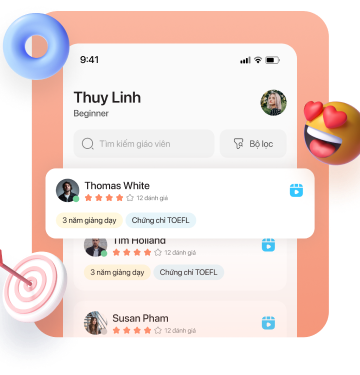 9:41
Thuy Linh
Beginner
Tìm kiếm giáo viên
Bộ lọc
Thomas White
12 đánh giá
3 năm giảng dạy
Chứng chỉ TOEFL
Tim Holland
12 đánh giá
3 năm giảng dạy
Chứng chỉ TOEFL
Susan Pham
12 đánh giá